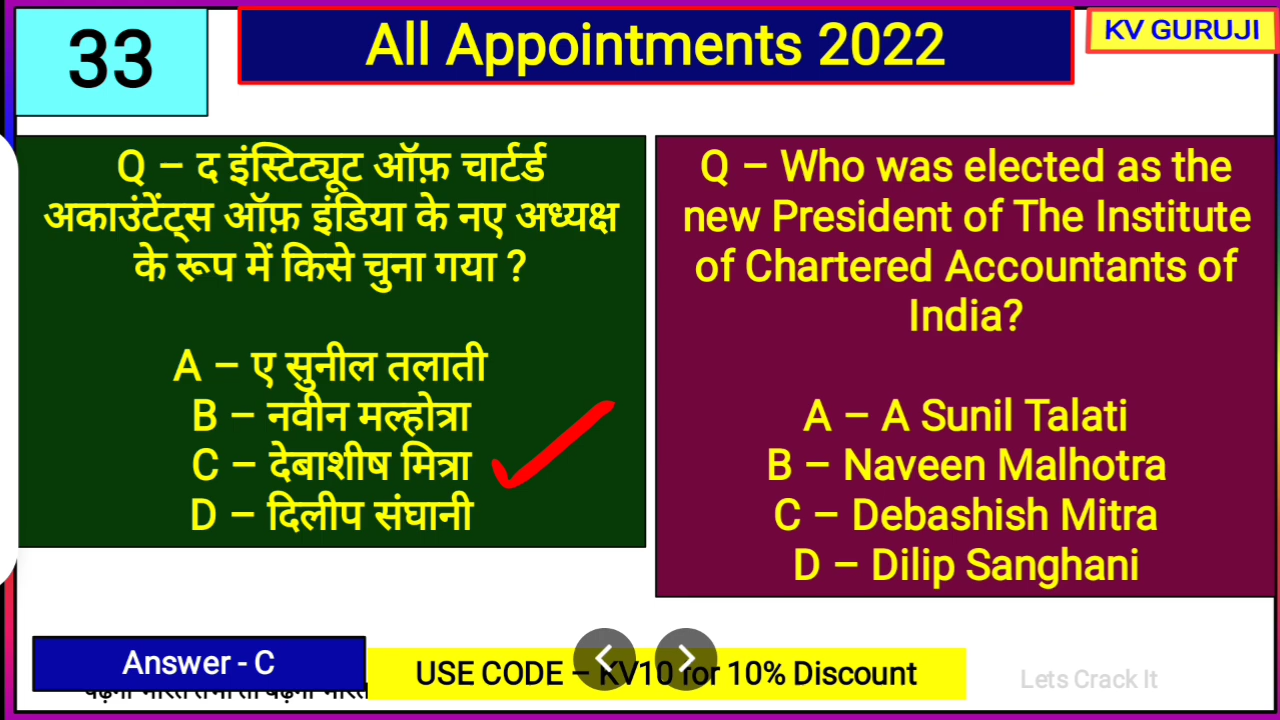 33
All Appointments 2022
KV GURUJI
Q – द इंस्टिट्यूट ऑफ़ चार्टर्ड
अकाउंटेंट्स ऑफ़ इंडिया के नए अध्यक्ष
के रूप में किसे चुना गया ?
A – ए सुनील तलाती
B – नवीन मल्होत्रा
C – देबाशीष मित्रा
D – दिलीप संघानी
Q – Who was elected as the
new President of The Institute
of Chartered Accountants of
India?
A – A Sunil Talati
B – Naveen Malhotra
C – Debashish Mitra
D – Dilip Sanghani
Answer - C
USE CODE – KV10 for 10% Discount
Lets Crack It